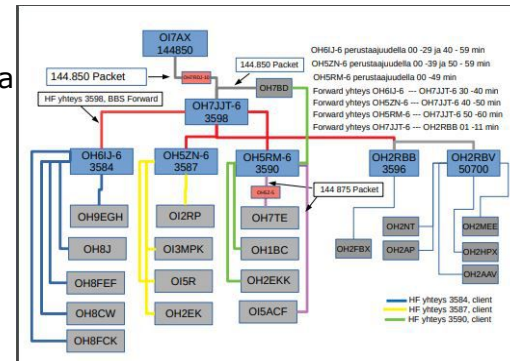 a
OI7AX
144850
144.850 Packet
144.850 Packet
HF yhteys 3598, BBS Forward
OH7BD
OH7JJT-6
3598
OH6IJ-6 perustaajuudella 00 -29 ja 40 - 59 min
OH5ZN-6 perustaajuudella 00 -39 ja 50 - 59 min
OH5RM-6 perustaajuudella 00 -49 min
Forward yhteys OH6IJ-6 --- OH7JJT-6 30 -40 min
Forward yhteys OH5ZN-6 --- OH7JJT-6 40 -50 min
Forward yhteys OH5RM-6 --- OH7JJT-6 50 -60 min
Forward yhteys OH7JJT-6 --- OH2RBB 01 -11 min
OH6IJ-6
3584
OH5ZN-6
3587
OH5RM-6
3590
OH2RBB
3596
OH2RBV
50700
144 875 Packet
OH9EGH
OH8J
OH8FEF
OH8CW
OH8FCK
OI2RP
OI3MPK
OI5R
OH2EK
OH7TE
OH1BC
OH2EKK
OI5ACF
OH2FBX
OH2NT
OH2AP
OH2MEE
OH2HPX
OH2AAV
HF yhteys 3584, client
HF yhteys 3587, client
HF yhteys 3590, client